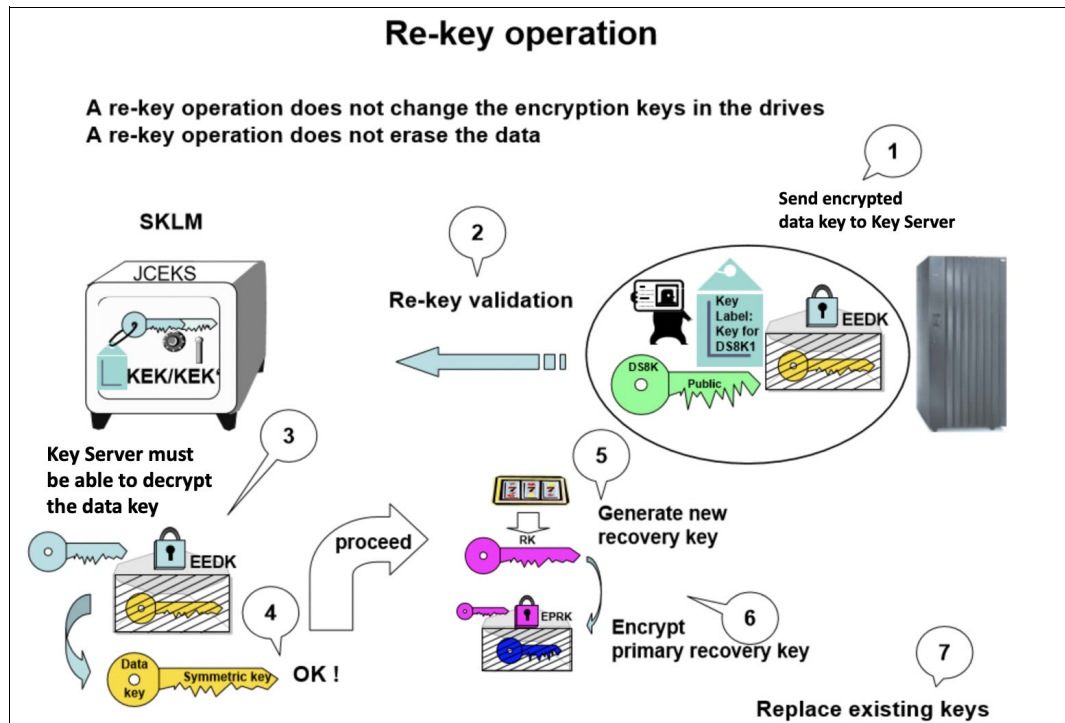 Re-key operation
A re-key operation does not change the encryption keys in the drives
A re-key operation does not erase the data
1
Send encrypted
data key to Key Server
SKLM
2
JCEKS
Re-key validation
KEK/KEK'
Key
Label:
Key for
DS8K1
EEDK
DS8K
Public
3
Key Server must
be able to decrypt
the data key
EEDK
4
Data
key
Symmetric key
OK !
proceed
5
7 7 7
Generate new
recovery key
RK
EPRK
6
Encrypt
primary recovery key
7
Replace existing keys